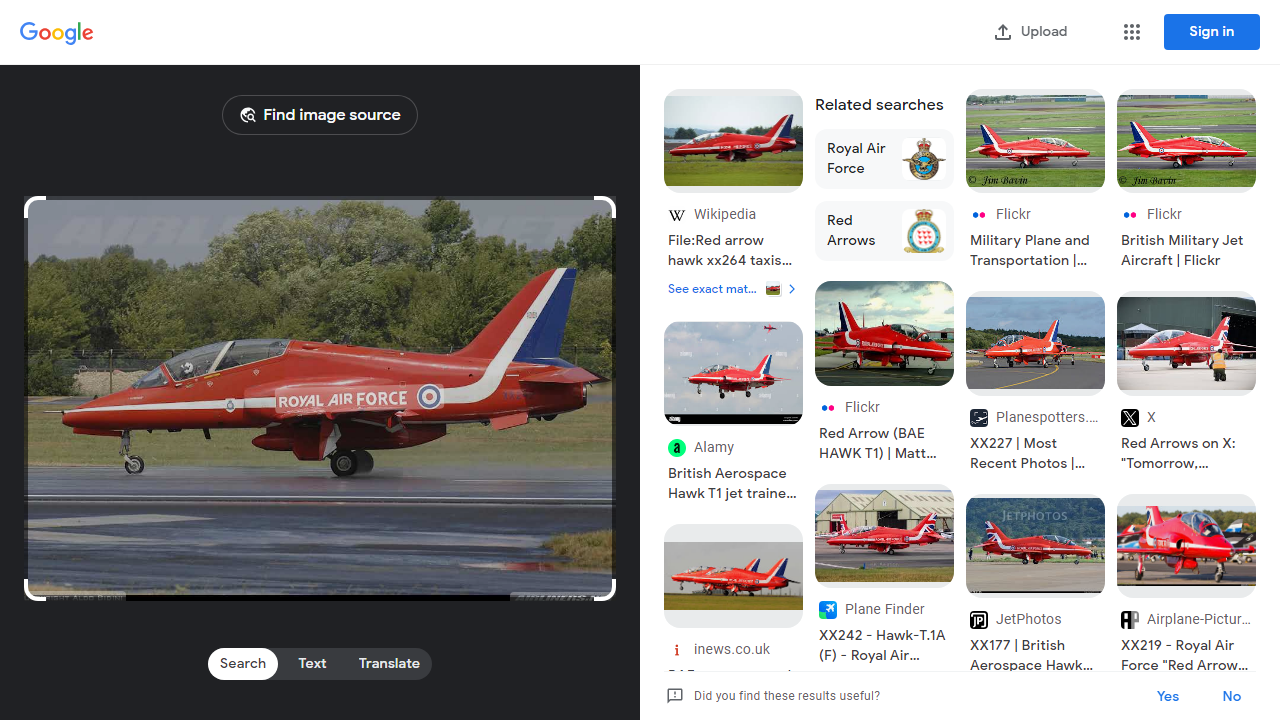 Google
Upload
Sign in
Find image source
ROYAL AIR FORCE
Search
Text
Translate
Wikipedia
File:Red arrow
hawk xx264 taxis...
See exact mat...
Alamy
British Aerospace
Hawk T1 jet traine...
inews.co.uk
Related searches
Royal Air
Force
Red
Arrows
Flickr
Red Arrow (BAE
HAWK T1) | Matt...
Plane Finder
XX242 - Hawk-T.1A
(F) - Royal Air...
© Jim Bavin
Flickr
Military Plane and
Transportation |...
Planespotters....
XX227 | Most
Recent Photos |...
JETPHOTOS
JetPhotos
XX177 | British
Aerospace Hawk...
© Jim Bavin
Flickr
British Military Jet
Aircraft | Flickr
X
Red Arrows on X:
"Tomorrow,...
Airplane-Pictur...
XX219 - Royal Air
Force "Red Arrow...
Did you find these results useful?
Yes
No